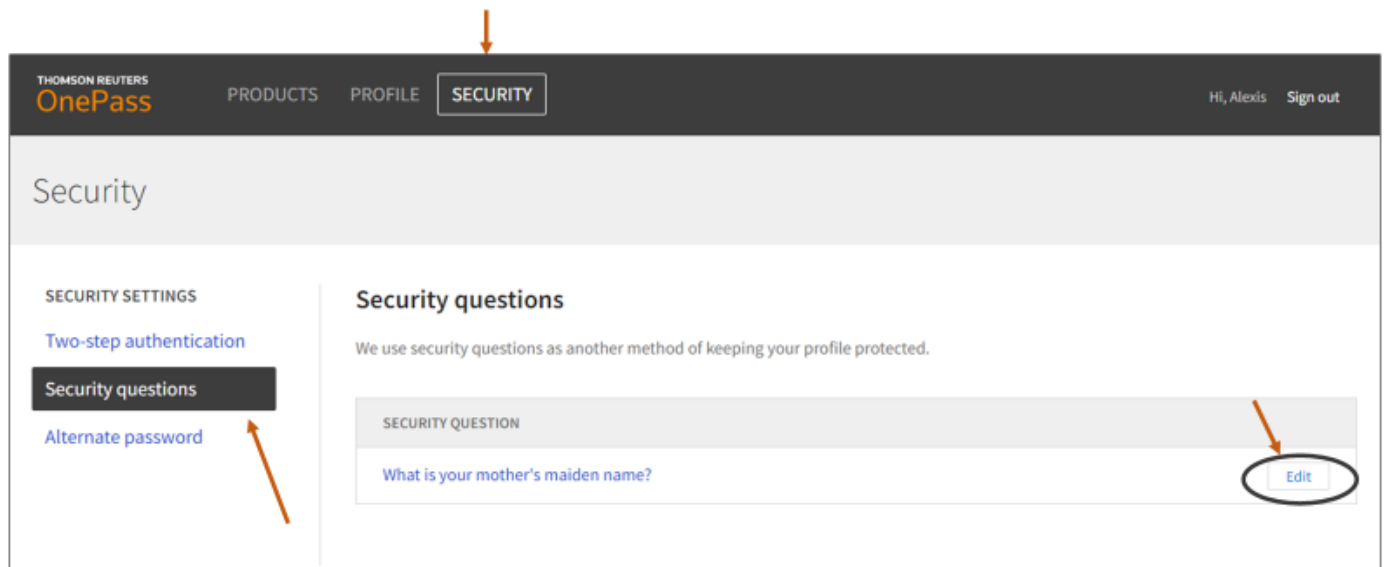 THOMSON REUTERS
OnePass
PRODUCTS PROFILE SECURITY
Hi, Alexis Sign out
Security
SECURITY SETTINGS
Two-step authentication
Security questions
Alternate password
Security questions
We use security questions as another method of keeping your profile protected.
SECURITY QUESTION
What is your mother's maiden name? Edit